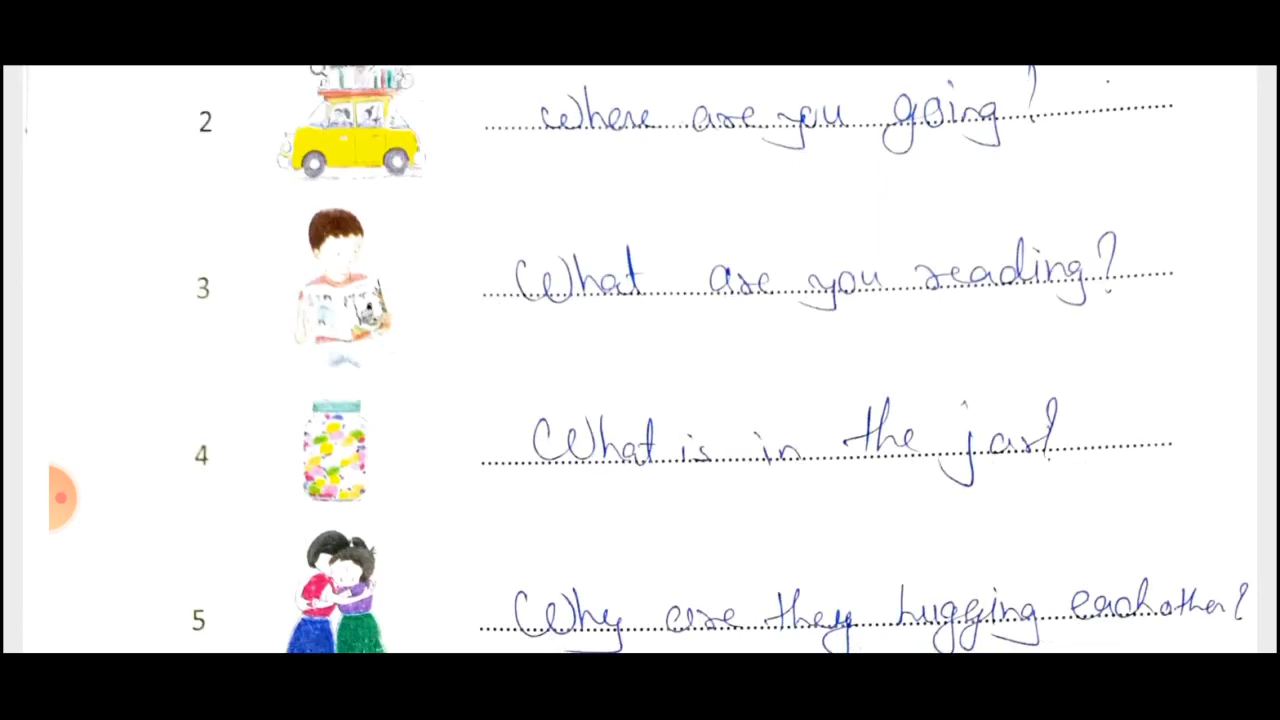 2 Where are you going?
3 What are you reading?
4 What is in the jar?
5 Why are they hugging eachother?